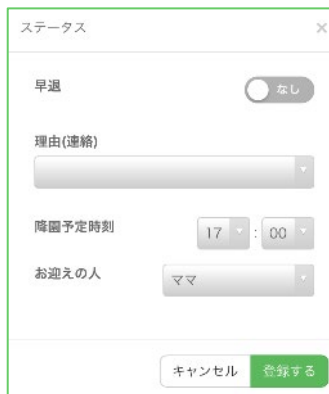 ステータス ×
早退 なし
理由(連絡)
降園予定時刻 17 : 00
お迎えの人 ママ
キャンセル 登録する